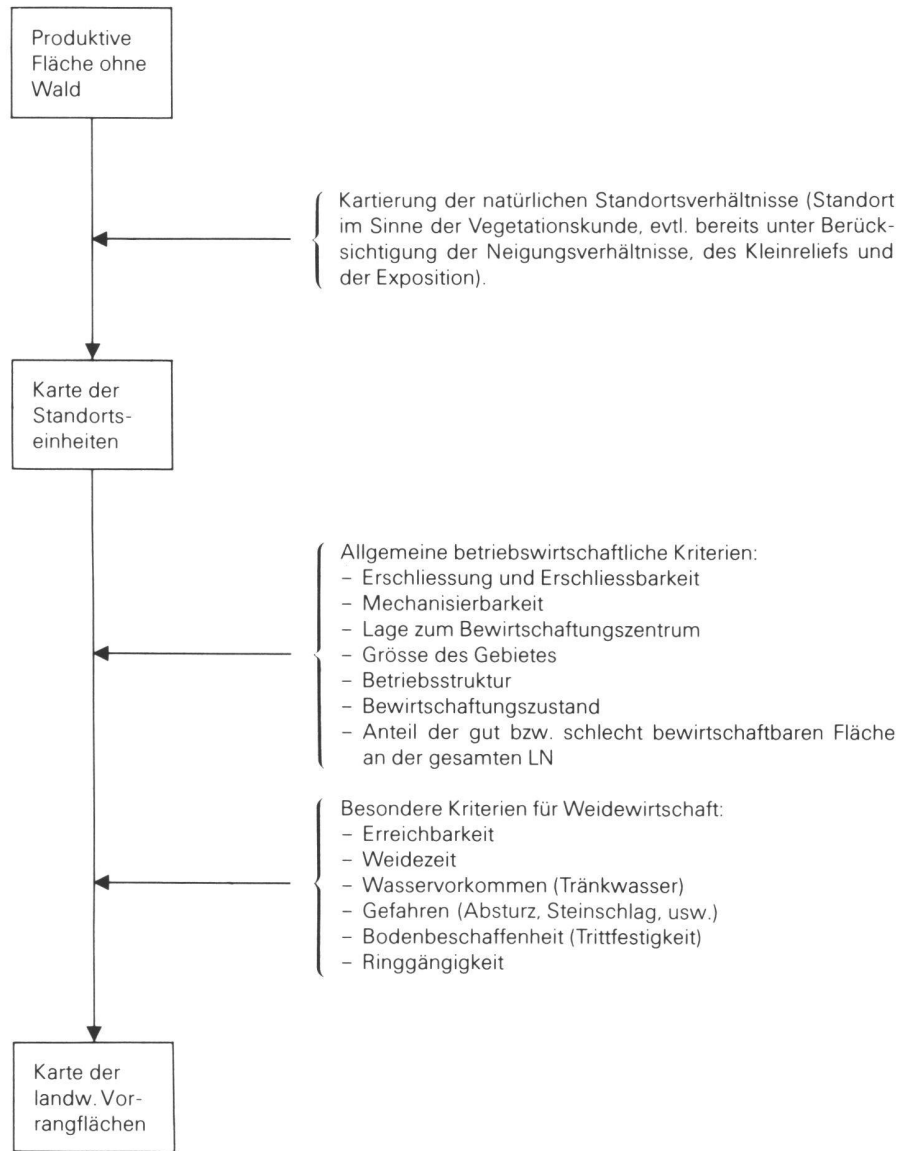 Produktive
Fläche ohne
Wald
Kartierung der natürlichen Standortsverhältnisse (Standort
im Sinne der Vegetationskunde, evtl. bereits unter Berück-
sichtigung der Neigungsverhältnisse, des Kleinreliefs und
der Exposition).
Karte der
Standorts-
einheiten
Allgemeine betriebswirtschaftliche Kriterien:
– Erschliessung und Erschliessbarkeit
– Mechanisierbarkeit
– Lage zum Bewirtschaftungszentrum
– Grösse des Gebietes
– Betriebsstruktur
– Bewirtschaftungszustand
– Anteil der gut bzw. schlecht bewirtschaftbaren Fläche
an der gesamten LN
Besondere Kriterien für Weidewirtschaft:
– Erreichbarkeit
– Weidezeit
– Wasservorkommen (Tränkwasser)
– Gefahren (Absturz, Steinschlag, usw.)
– Bodenbeschaffenheit (Trittfestigkeit)
– Ringgängigkeit
Karte der
landw. Vor-
rangflächen